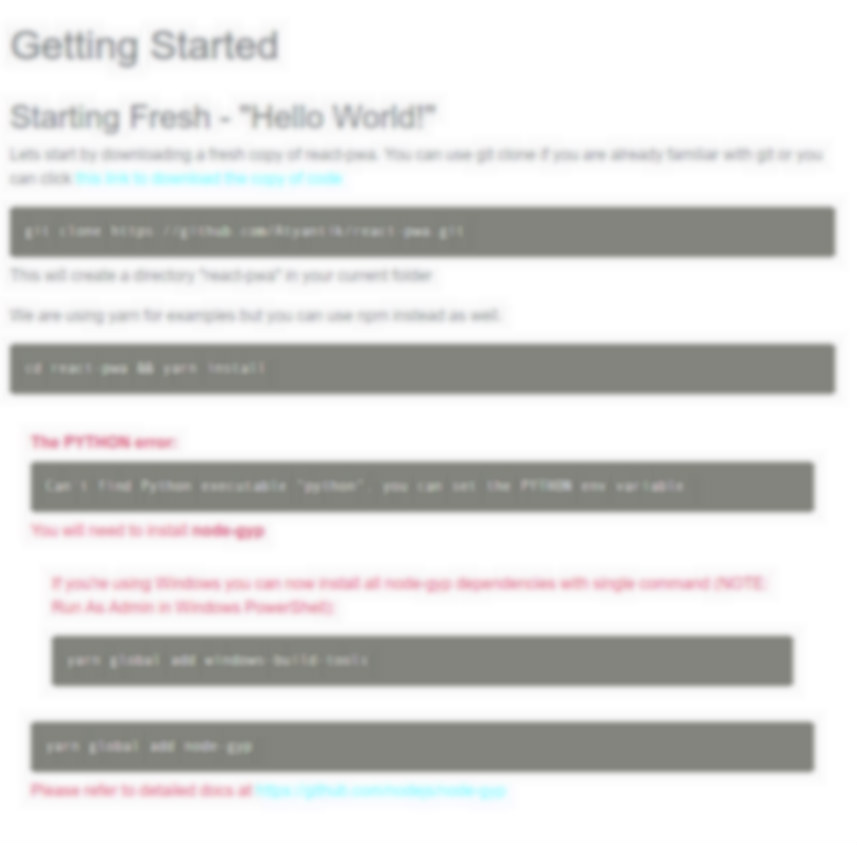 Getting Started
Starting Fresh - "Hello World!"
Lets start by downloading a fresh copy of react-pwa. You can use git clone if you are already familiar with git or you
can click this link to download the copy of code.
git clone https://github.com/Atyantik/react-pwa.git
This will create a directory "react-pwa" in your current folder.
We are using yarn for examples but you can use npm instead as well.
cd react-pwa && yarn install
The PYTHON error:
Can't find Python executable "python", you can set the PYTHON env variable
You will need to install node-gyp
If you're using Windows you can now install all node-gyp dependencies with single command (NOTE:
Run As Admin in Windows PowerShell):
yarn global add windows-build-tools
yarn global add node-gyp
Please refer to detailed docs at https://github.com/nodejs/node-gyp